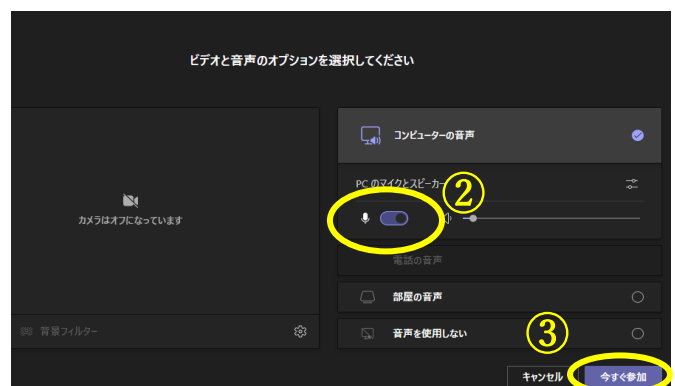 ビデオと音声のオプションを選択してください
コンピューターの音声
PC のマイクとスピーカー
②
カメラはオフになっています
電話の音声
部屋の音声
背景フィルター
音声を使用しない
③
キャンセル
今すぐ参加